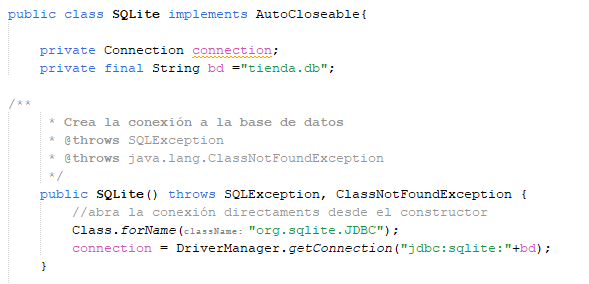 public class SQLite implements AutoCloseable{
private Connection connection;
private final String bd ="tienda.db";
/**
* Crea la conexión a la base de datos
* @throws SQLException
* @throws java.lang.ClassNotFoundException
*/
public SQLite() throws SQLException, ClassNotFoundException {
//abra la conexión directaments desde el constructor
Class.forName(className: "org.sqlite.JDBC");
connection = DriverManager.getConnection("jdbc:sqlite:"+bd);
}